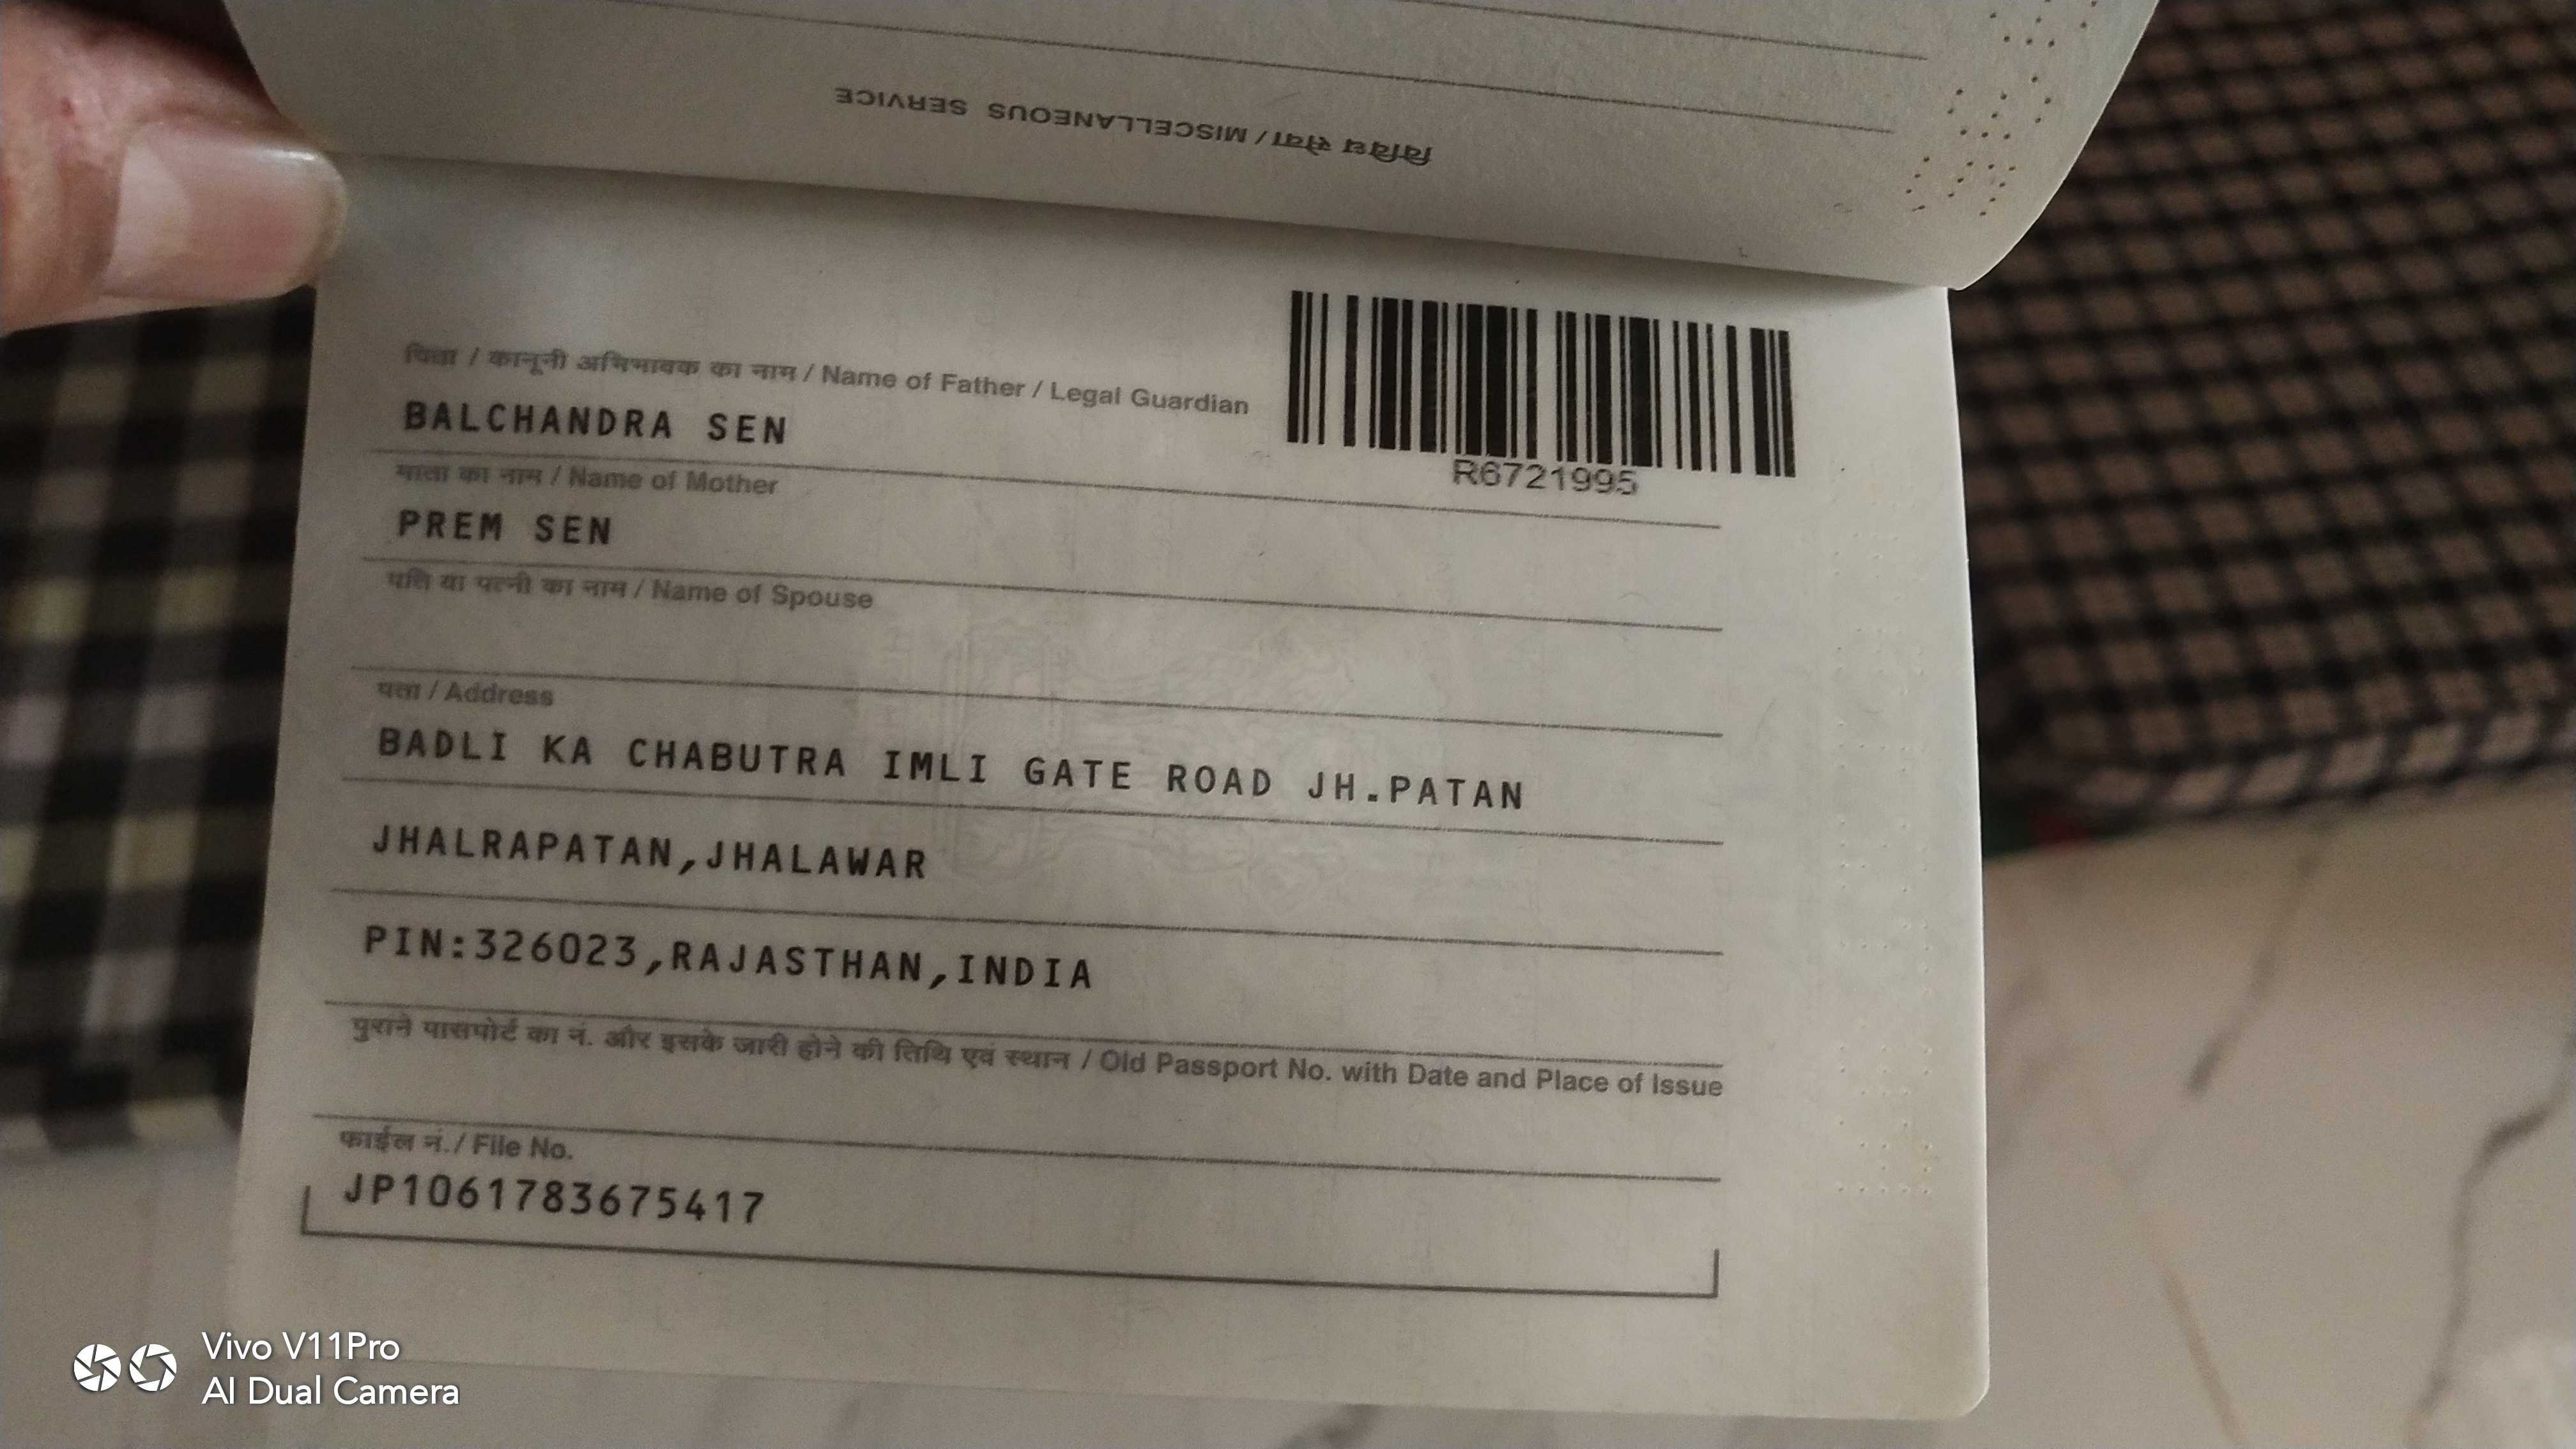 विविध सेवा / MISCELLANEOUS SERVICE
पिता / कानूनी अभिभावक का नाम / Name of Father / Legal Guardian
BALCHANDRA SEN
R6721995
माता का नाम / Name of Mother
PREM SEN
पति या पत्नी का नाम / Name of Spouse
पता / Address
BADLI KA CHABUTRA IMLI GATE ROAD JH.PATAN
JHALRAPATAN,JHALAWAR
PIN:326023,RAJASTHAN,INDIA
पुराने पासपोर्ट का नं. और इसके जारी होने की तिथि एवं स्थान / Old Passport No. with Date and Place of Issue
फाईल नं./ File No.
JP1061783675417
Vivo V11Pro
AI Dual Camera